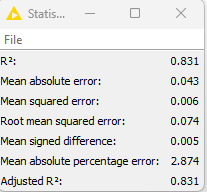 Statis...
File
R²: 0.831
Mean absolute error: 0.043
Mean squared error: 0.006
Root mean squared error: 0.074
Mean signed difference: 0.005
Mean absolute percentage error: 2.874
Adjusted R²: 0.831